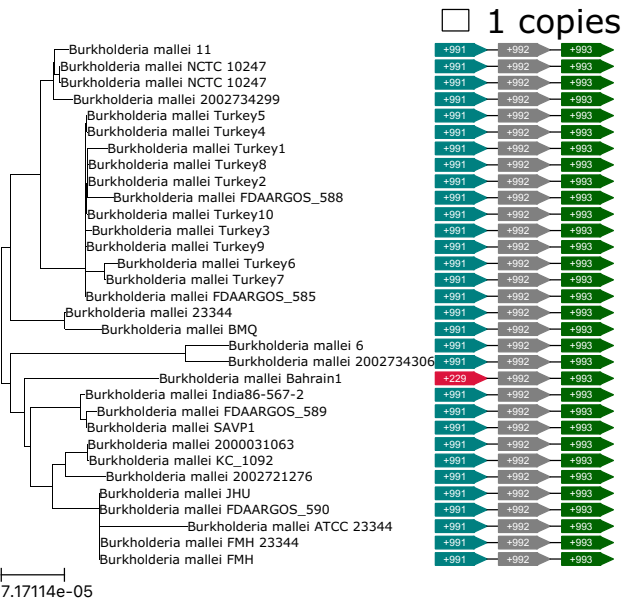 1 copies
Burkholderia mallei 11 +991 +992 +993
Burkholderia mallei NCTC 10247 +991 +992 +993
Burkholderia mallei NCTC 10247 +991 +992 +993
Burkholderia mallei 2002734299 +991 +992 +993
Burkholderia mallei Turkey5 +991 +992 +993
Burkholderia mallei Turkey4 +991 +992 +993
Burkholderia mallei Turkey1 +991 +992 +993
Burkholderia mallei Turkey8 +991 +992 +993
Burkholderia mallei Turkey2 +991 +992 +993
Burkholderia mallei FDAARGOS_588 +991 +992 +993
Burkholderia mallei Turkey10 +991 +992 +993
Burkholderia mallei Turkey3 +991 +992 +993
Burkholderia mallei Turkey9 +991 +992 +993
Burkholderia mallei Turkey6 +991 +992 +993
Burkholderia mallei Turkey7 +991 +992 +993
Burkholderia mallei FDAARGOS_585 +991 +992 +993
Burkholderia mallei 23344 +991 +992 +993
Burkholderia mallei BMQ +991 +992 +993
Burkholderia mallei 6 +991 +992 +993
Burkholderia mallei 2002734306 +991 +992 +993
Burkholderia mallei Bahrain1 +229 +992 +993
Burkholderia mallei India86-567-2 +991 +992 +993
Burkholderia mallei FDAARGOS_589 +991 +992 +993
Burkholderia mallei SAVP1 +991 +992 +993
Burkholderia mallei 2000031063 +991 +992 +993
Burkholderia mallei KC_1092 +991 +992 +993
Burkholderia mallei 2002721276 +991 +992 +993
Burkholderia mallei JHU +991 +992 +993
Burkholderia mallei FDAARGOS_590 +991 +992 +993
Burkholderia mallei ATCC 23344 +991 +992 +993
Burkholderia mallei FMH 23344 +991 +992 +993
Burkholderia mallei FMH +991 +992 +993
7.17114e-05